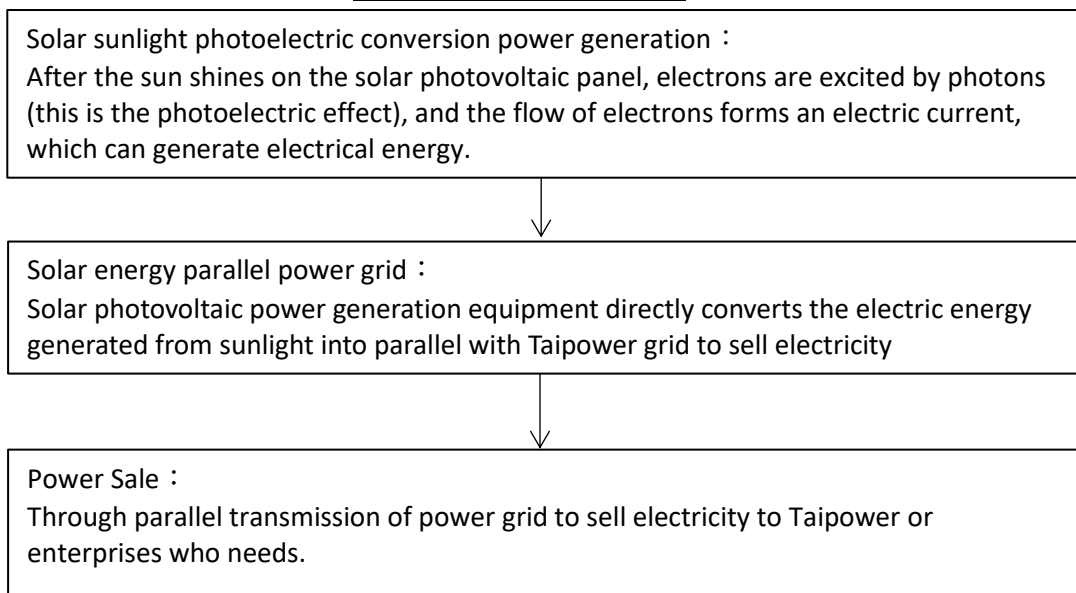 Solar sunlight photoelectric conversion power generation：
After the sun shines on the solar photovoltaic panel, electrons are excited by photons
(this is the photoelectric effect), and the flow of electrons forms an electric current,
which can generate electrical energy.
Solar energy parallel power grid：
Solar photovoltaic power generation equipment directly converts the electric energy
generated from sunlight into parallel with Taipower grid to sell electricity
Power Sale：
Through parallel transmission of power grid to sell electricity to Taipower or
enterprises who needs.